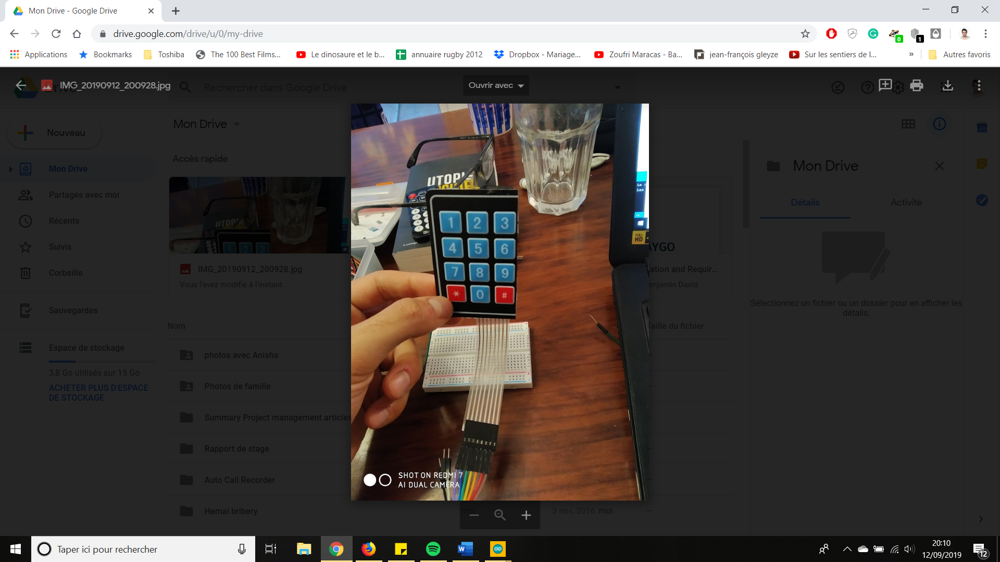 Mon Drive - Google Drive
drive.google.com/drive/u/0/my-drive
Applications
Bookmarks
Toshiba
The 100 Best Films...
Le dinosaure et le b...
annuaire rugby 2012
Dropbox - Mariage...
Zoufri Maracas - Ba...
jean-françois gleyze
Sur les sentiers de l...
»
Autres favoris
0
1
IMG_20190912_200928.jpg
Rechercher dans Google Drive
Ouvrir avec
Nouveau
Mon Drive
Partagés avec moi
Récents
Suivis
Corbeille
Sauvegardes
Espace de stockage
3,8 Go utilisés sur 15 Go
ACHETER PLUS D'ESPACE
DE STOCKAGE
Mon Drive
Accès rapide
IMG_20190912_200928.jpg
Vous l'avez modifié à l'instant
Nom
photos avec Anisha
Photos de famille
Summary Project management articles
Rapport de stage
Auto Call Recorder
Hemal bribery
moi
3 nov. 2016 moi
UTOPI
1 2 3
4 5 6
7 8 9
* 0 #
FULL
HD
SHOT ON REDMI 7
AI DUAL CAMERA
AYGO
tation and Requir...
enjamin David
Taille du fichier
Mon Drive
Détails
Activité
Sélectionnez un fichier ou un dossier pour en afficher les
détails.
31
Taper ici pour rechercher
20:10
12/09/2019
12